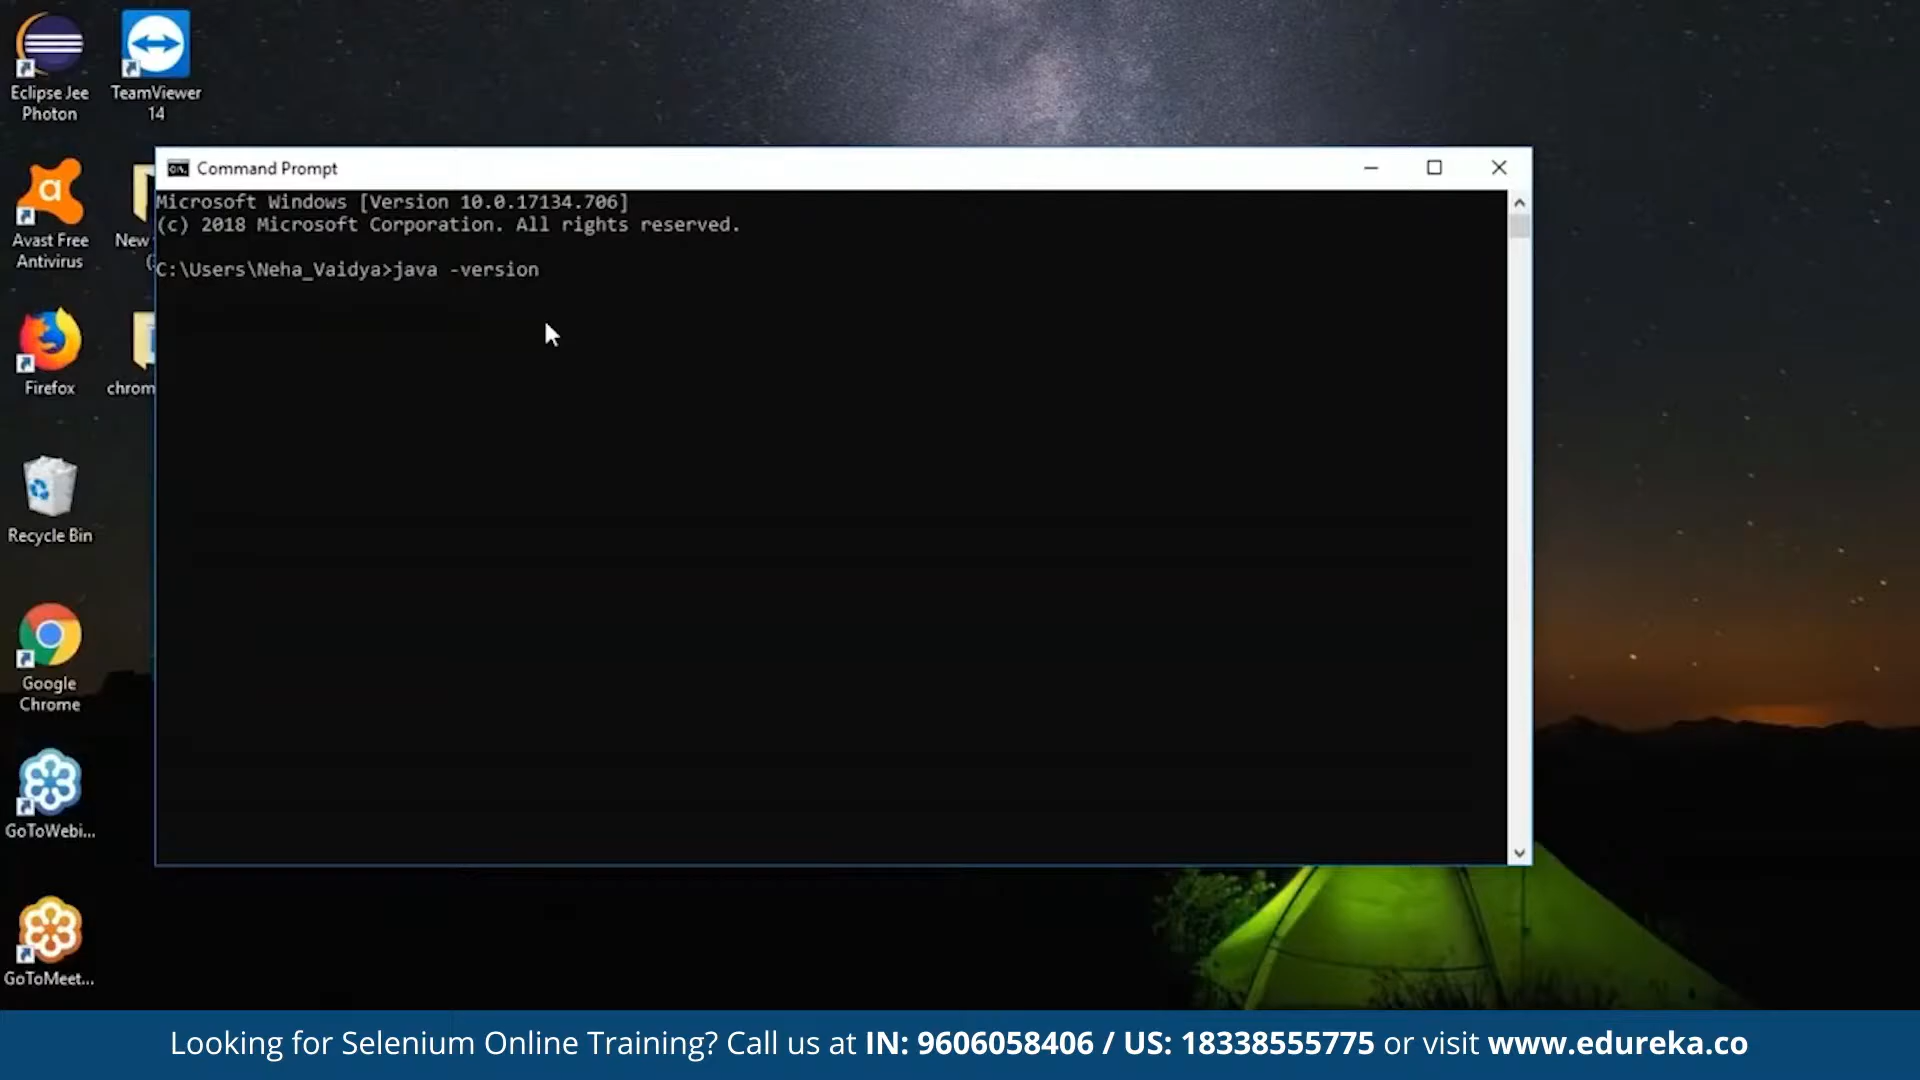 Eclipse Jee
Photon
TeamViewer
14
Avast Free
Antivirus
New
Firefox
chrom
Recycle Bin
Google
Chrome
GoToWebi...
GoToMeet...
Command Prompt
Microsoft Windows [Version 10.0.17134.706]
(c) 2018 Microsoft Corporation. All rights reserved.
C:\Users\Neha_Vaidya>java -version
Looking for Selenium Online Training? Call us at IN: 9606058406 / US: 18338555775 or visit www.edureka.co